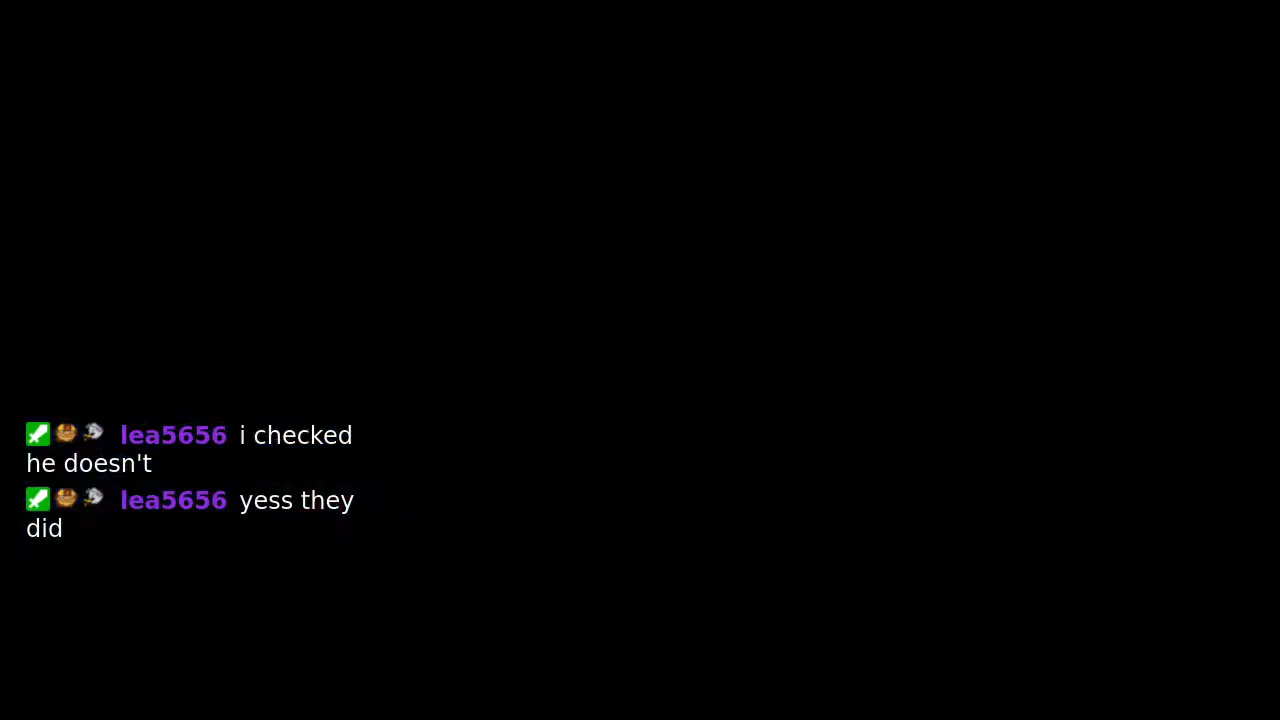 lea5656 i checked
he doesn't
lea5656 yess they
did